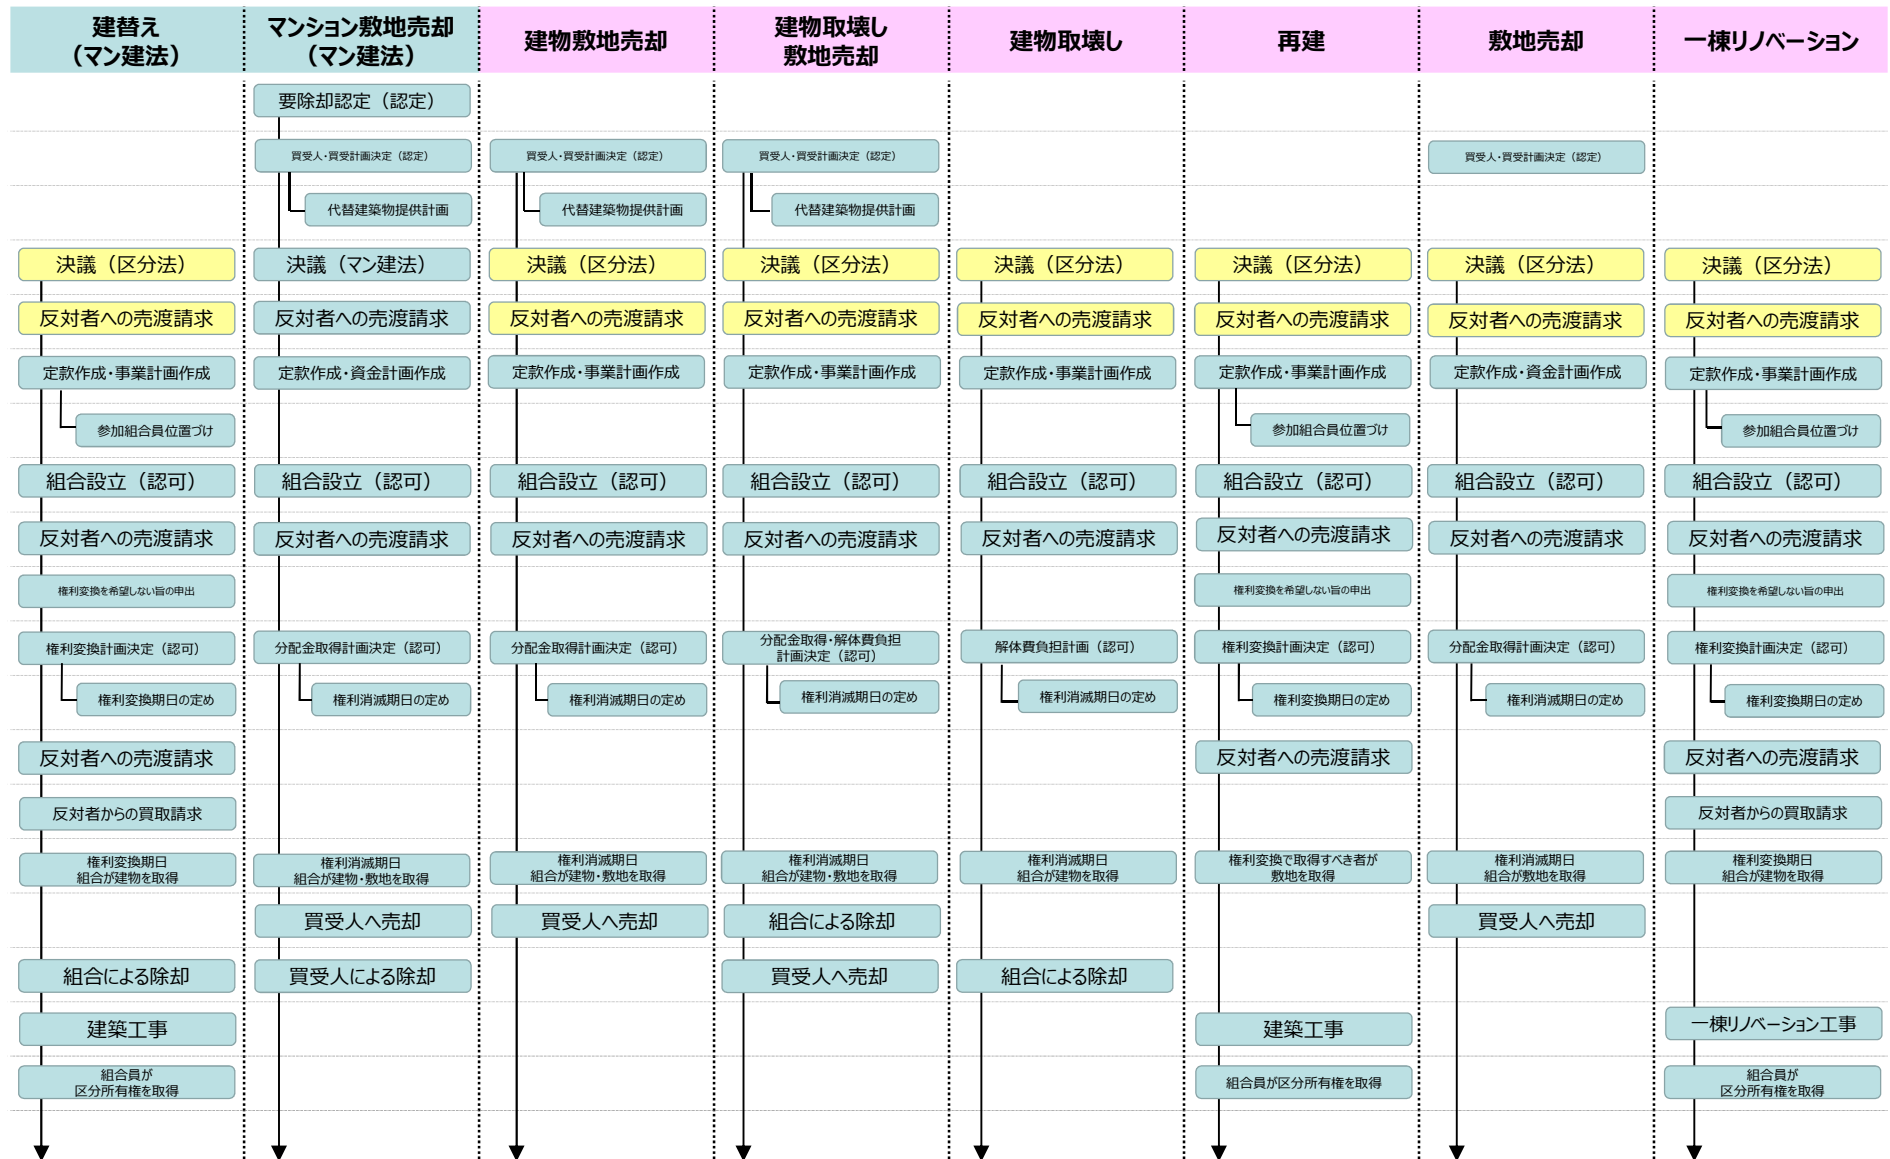 建替え
（マン建法）
マンション敷地売却
（マン建法）
建物敷地売却
建物取壊し
敷地売却
建物取壊し
再建
敷地売却
一棟リノベーション
要除却認定（認定）
買受人・買受計画決定（認定）
買受人・買受計画決定（認定）
買受人・買受計画決定（認定）
買受人・買受計画決定（認定）
代替建築物提供計画
代替建築物提供計画
代替建築物提供計画
決議（区分法）
決議（マン建法）
決議（区分法）
決議（区分法）
決議（区分法）
決議（区分法）
決議（区分法）
決議（区分法）
反対者への売渡請求
反対者への売渡請求
反対者への売渡請求
反対者への売渡請求
反対者への売渡請求
反対者への売渡請求
反対者への売渡請求
反対者への売渡請求
定款作成・事業計画作成
定款作成・資金計画作成
定款作成・事業計画作成
定款作成・事業計画作成
定款作成・事業計画作成
定款作成・事業計画作成
定款作成・資金計画作成
定款作成・事業計画作成
参加組合員位置づけ
参加組合員位置づけ
参加組合員位置づけ
組合設立（認可）
組合設立（認可）
組合設立（認可）
組合設立（認可）
組合設立（認可）
組合設立（認可）
組合設立（認可）
組合設立（認可）
反対者への売渡請求
反対者への売渡請求
反対者への売渡請求
反対者への売渡請求
反対者への売渡請求
反対者への売渡請求
反対者への売渡請求
反対者への売渡請求
権利変換を希望しない旨の申出
権利変換を希望しない旨の申出
権利変換を希望しない旨の申出
権利変換計画決定（認可）
分配金取得計画決定（認可）
分配金取得計画決定（認可）
分配金取得・解体費負担
計画決定（認可）
解体費負担計画（認可）
権利変換計画決定（認可）
分配金取得計画決定（認可）
権利変換計画決定（認可）
権利変換期日の定め
権利消滅期日の定め
権利消滅期日の定め
権利消滅期日の定め
権利消滅期日の定め
権利変換期日の定め
権利消滅期日の定め
権利変換期日の定め
反対者への売渡請求
反対者への売渡請求
反対者への売渡請求
反対者からの買取請求
反対者からの買取請求
権利変換期日
組合が建物を取得
権利消滅期日
組合が建物・敷地を取得
権利消滅期日
組合が建物・敷地を取得
権利消滅期日
組合が建物・敷地を取得
権利消滅期日
組合が建物を取得
権利変換で取得すべき者が
敷地を取得
権利消滅期日
組合が敷地を取得
権利変換期日
組合が建物を取得
買受人へ売却
買受人へ売却
組合による除却
買受人へ売却
組合による除却
買受人による除却
買受人へ売却
組合による除却
建築工事
建築工事
一棟リノベーション工事
組合員が
区分所有権を取得
組合員が区分所有権を取得
組合員が
区分所有権を取得